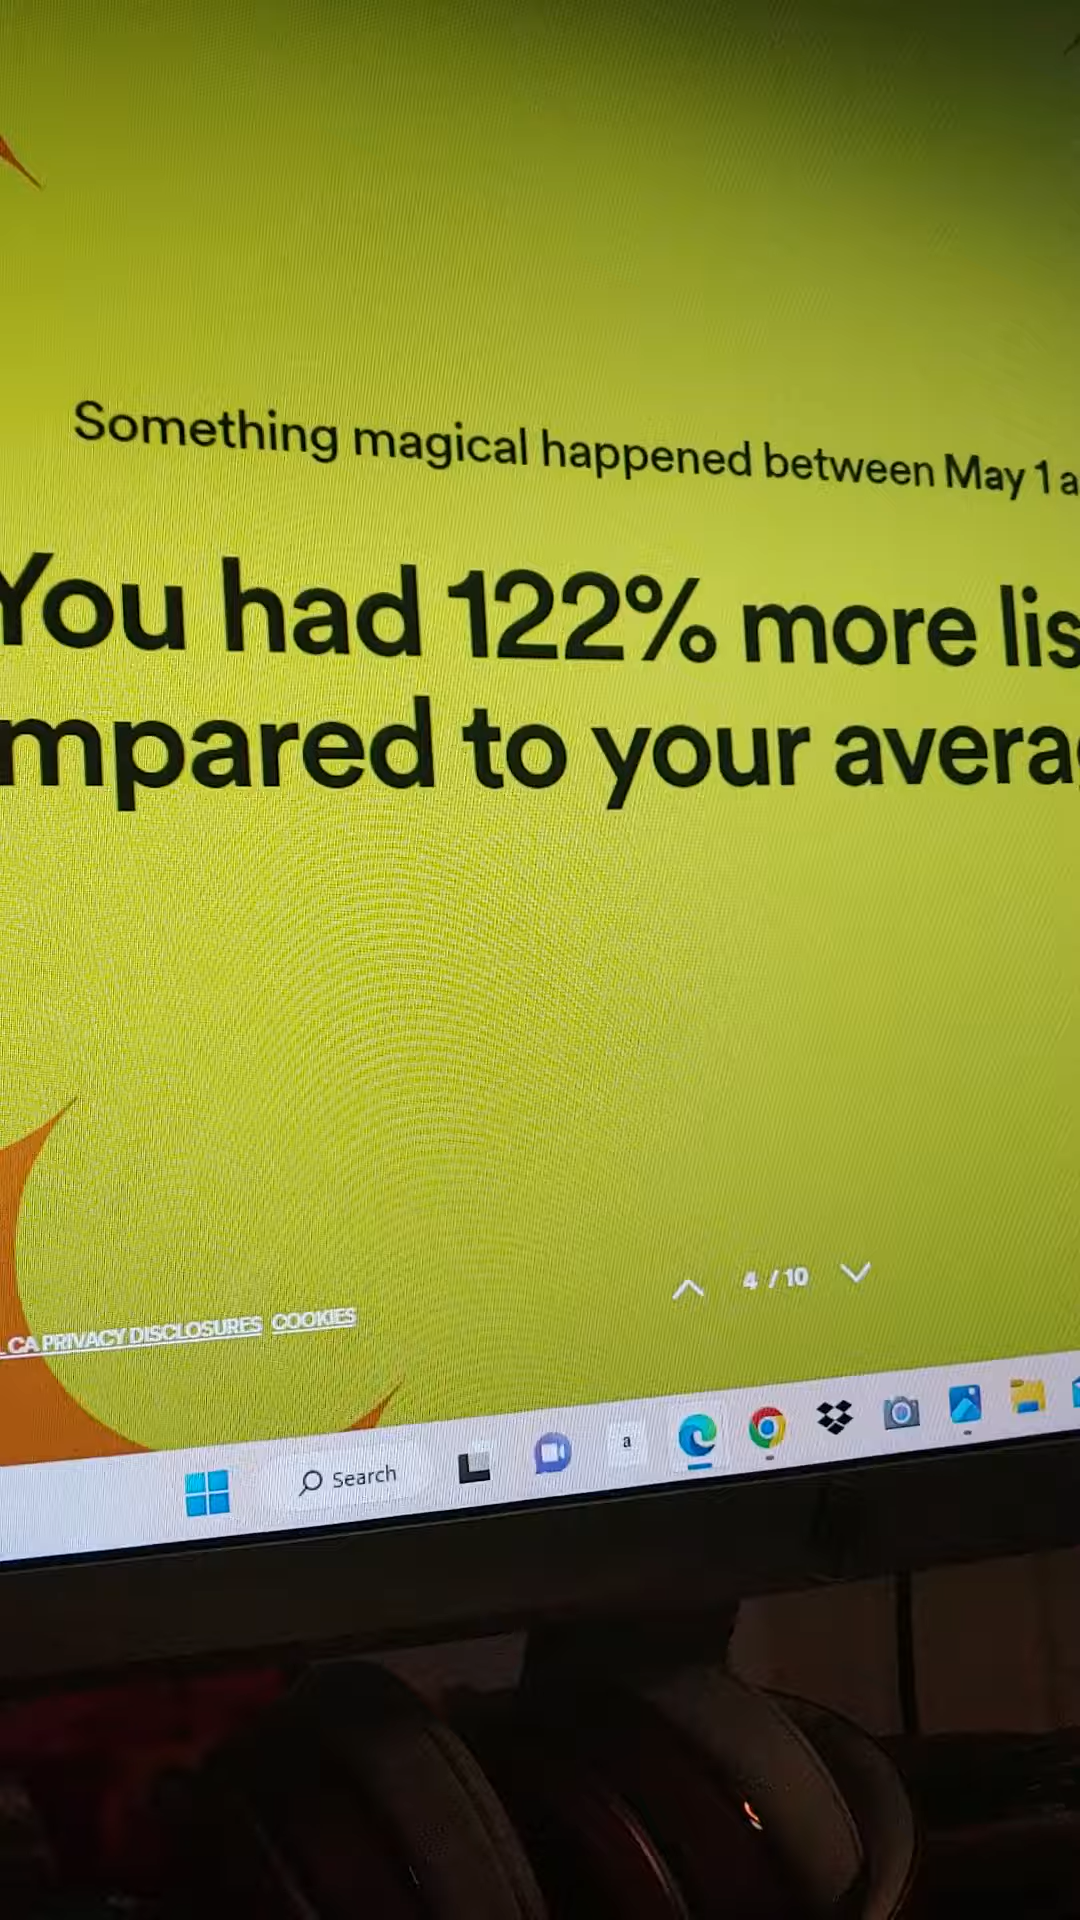 Something magical happened between May 1 a
You had 122% more lis
mpared to your avera
4 / 10
CA PRIVACY DISCLOSURES COOKIES
Search
a